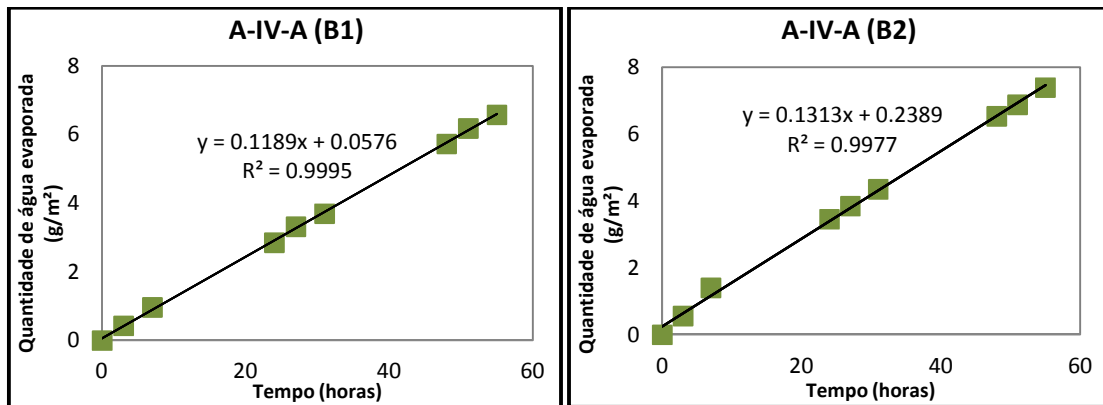 A-IV-A (B1)
Quantidade de água evaporada
(g/m²)
8
6
4
2
0
y = 0.1189x + 0.0576
R² = 0.9995
0
20
40
60
Tempo (horas)
A-IV-A (B2)
Quantidade de água evaporada
(g/m²)
8
6
4
2
0
y = 0.1313x + 0.2389
R² = 0.9977
0
20
40
60
Tempo (horas)